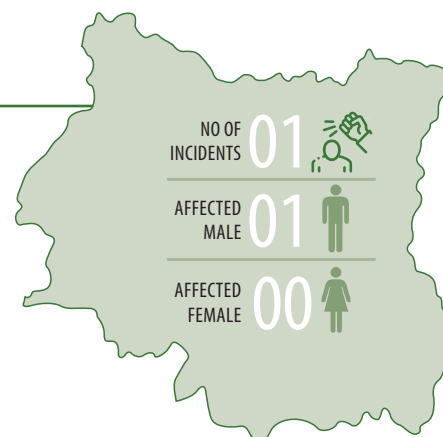 NO OF
INCIDENTS 01
AFFECTED
MALE 01
AFFECTED
FEMALE 00